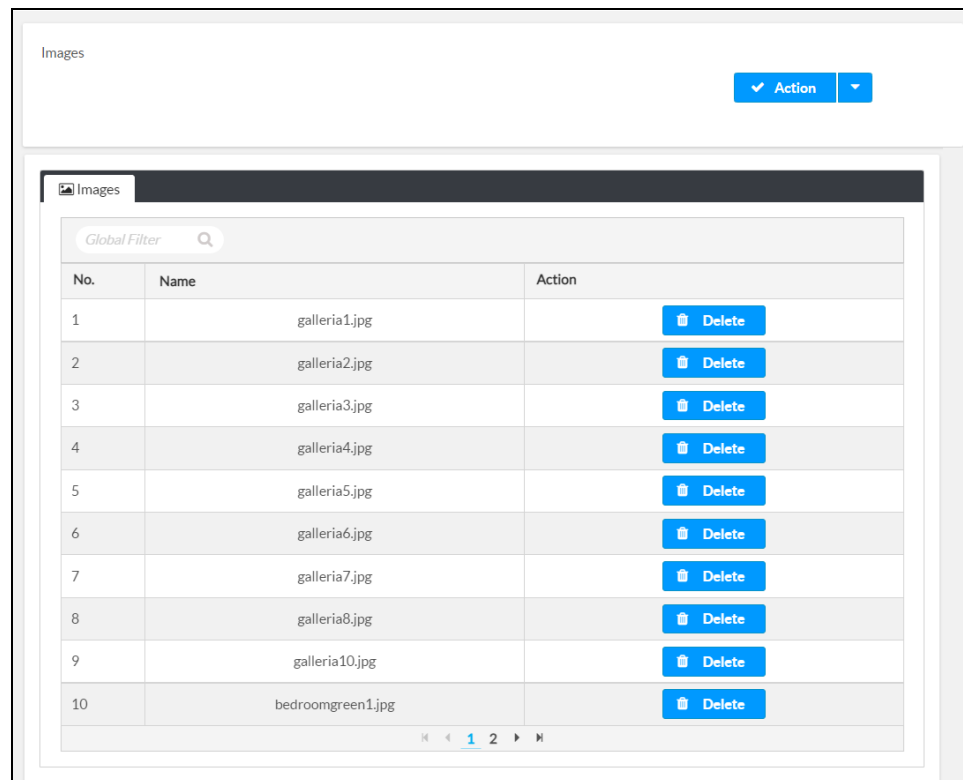 Images
Action
Images
Global Filter
No. Name Action
1 galleria1.jpg Delete
2 galleria2.jpg Delete
3 galleria3.jpg Delete
4 galleria4.jpg Delete
5 galleria5.jpg Delete
6 galleria6.jpg Delete
7 galleria7.jpg Delete
8 galleria8.jpg Delete
9 galleria10.jpg Delete
10 bedroomgreen1.jpg Delete
1 2